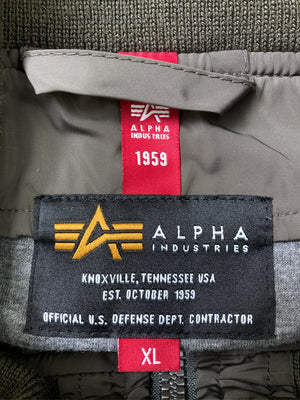 ALPHA
INDUSTRIES
1959
ALPHA
INDUSTRIES
KNOXVILLE, TENNESSEE USA
EST. OCTOBER 1959
OFFICIAL U.S. DEFENSE DEPT. CONTRACTOR
XL